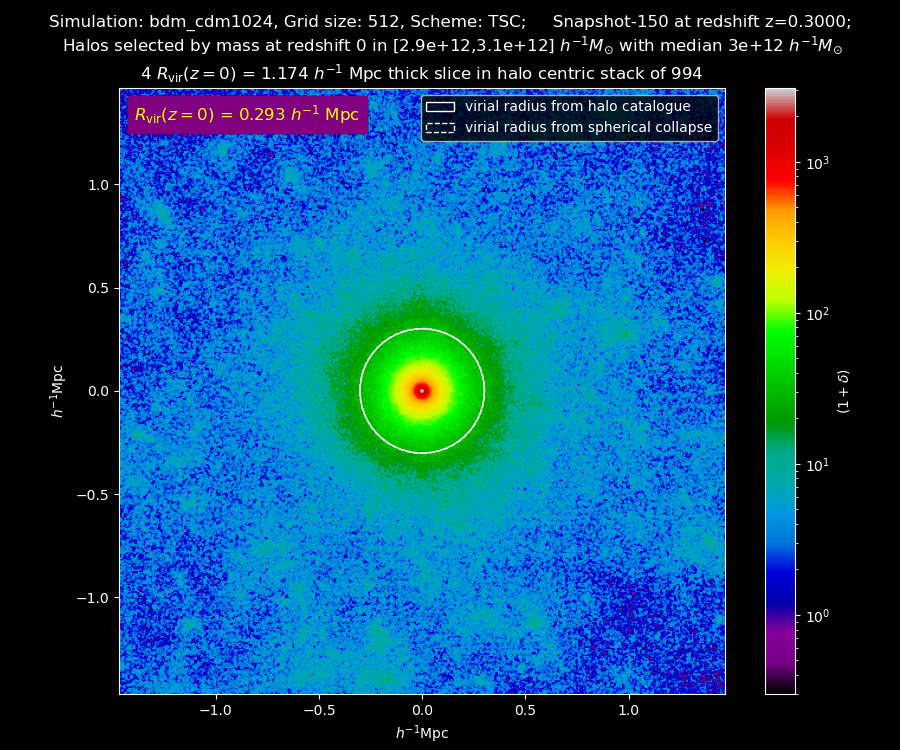 Simulation: bdm_cdm1024, Grid size: 512, Scheme: TSC; Snapshot-150 at redshift z=0.3000;
Halos selected by mass at redshift 0 in [2.9e+12,3.1e+12] h⁻¹M☉ with median 3e+12 h⁻¹M☉
4 Rvir(z = 0) = 1.174 h⁻¹ Mpc thick slice in halo centric stack of 994
Rvir(z = 0) = 0.293 h⁻¹ Mpc
virial radius from halo catalogue
virial radius from spherical collapse
1.0
0.5
0.0
−0.5
−1.0
h⁻¹Mpc
−1.0 −0.5 0.0 0.5 1.0
h⁻¹Mpc
10³
10²
10¹
10⁰
(1 + δ)